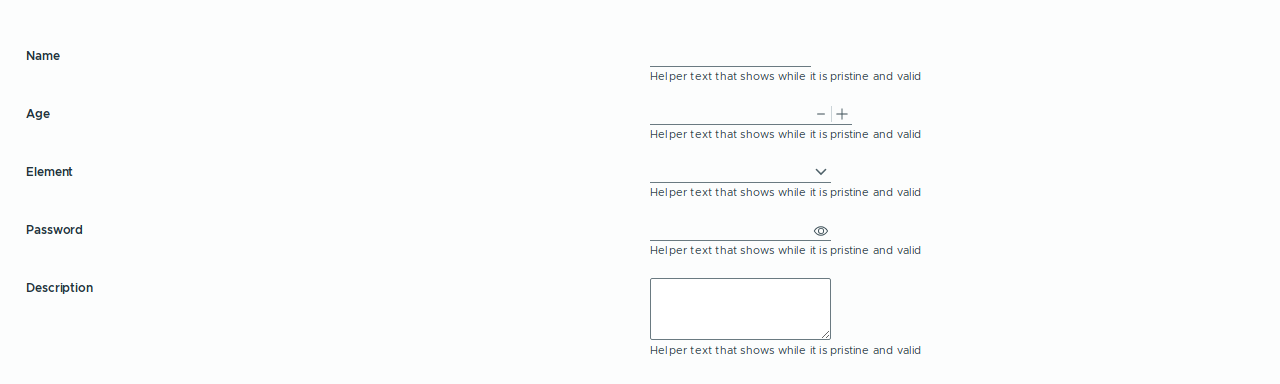 Name
Helper text that shows while it is pristine and valid
Age
Helper text that shows while it is pristine and valid
Element
Helper text that shows while it is pristine and valid
Password
Helper text that shows while it is pristine and valid
Description
Helper text that shows while it is pristine and valid